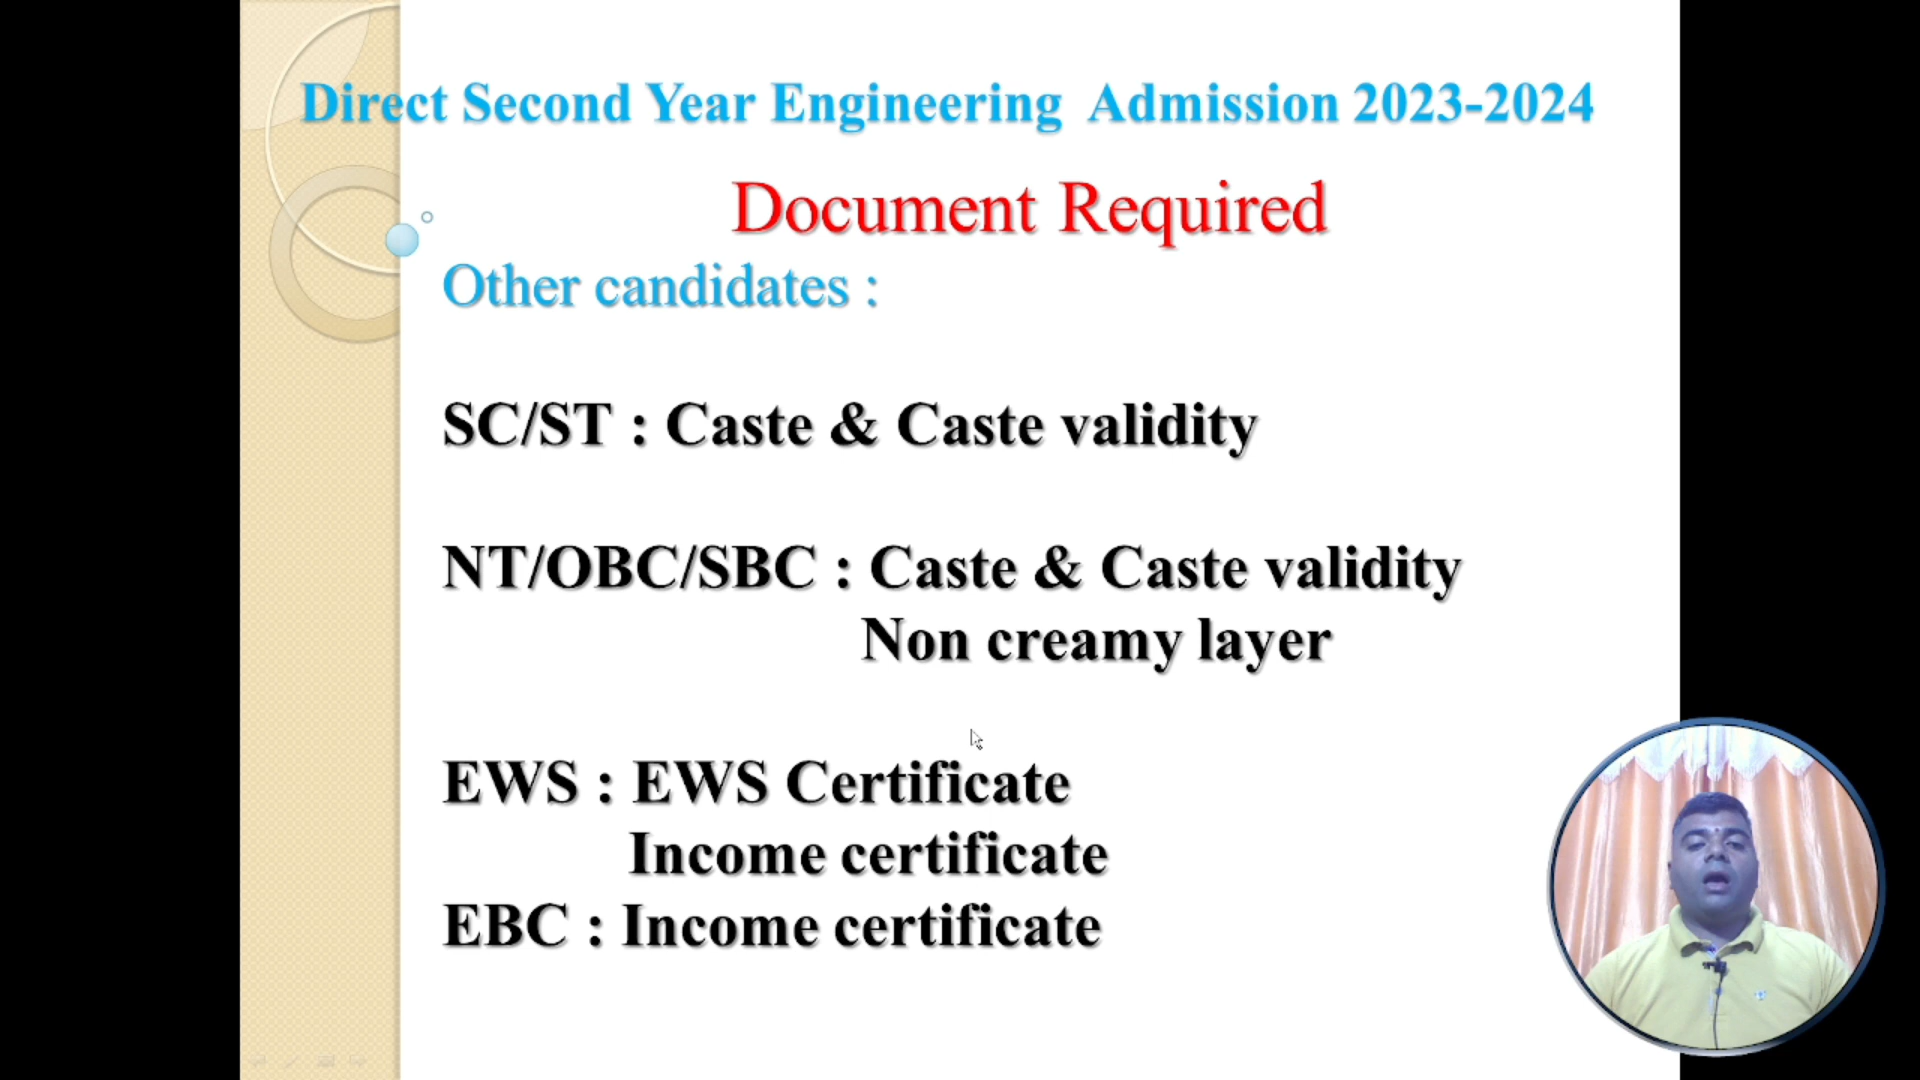 Direct Second Year Engineering Admission 2023-2024
Document Required
Other candidates :
SC/ST : Caste & Caste validity
NT/OBC/SBC : Caste & Caste validity
Non creamy layer
EWS : EWS Certificate
Income certificate
EBC : Income certificate